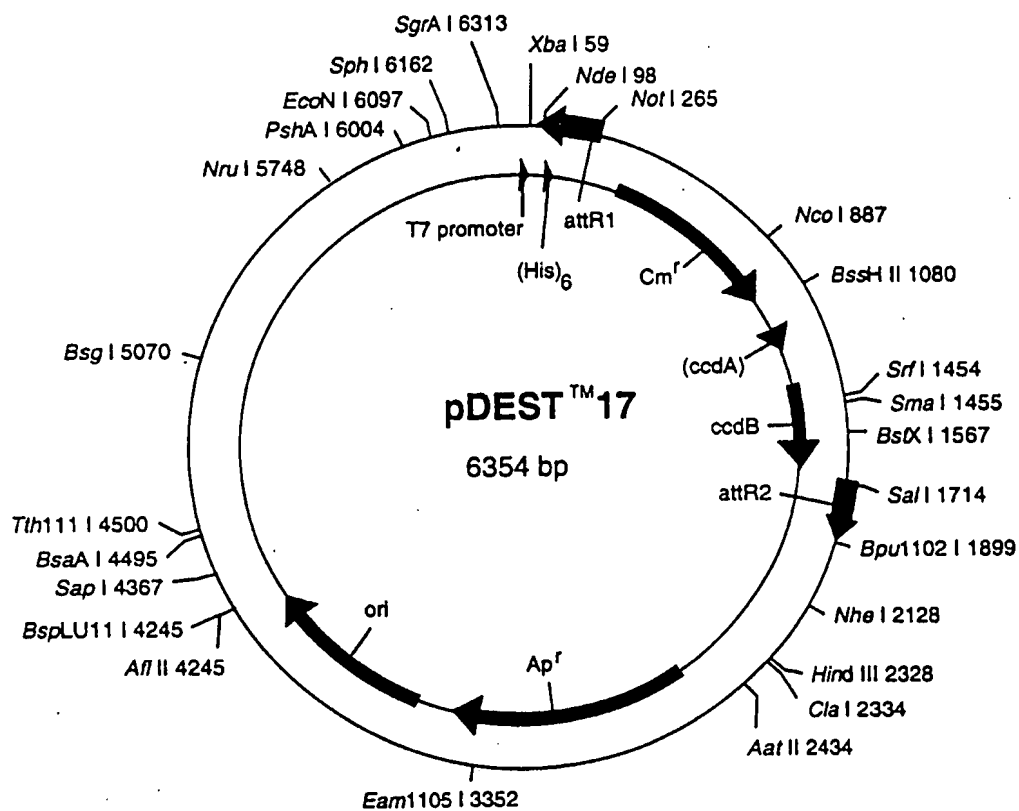 SgrA I 6313
Xba I 59
Sph I 6162
Nde I 98
EcoN I 6097
Not I 265
PshA I 6004
Nru I 5748
Nco I 887
T7 promoter
attR1
(His)6
Cmr
BssH II 1080
Bsg I 5070
(ccdA)
Srf I 1454
pDEST™17
Sma I 1455
ccdB
BstX I 1567
6354 bp
attR2
Sal I 1714
Tth111 I 4500
Bpu1102 I 1899
BsaA I 4495
Sap I 4367
ori
Nhe I 2128
BspLU11 I 4245
Apr
Afl II 4245
Hind III 2328
Cla I 2334
Aat II 2434
Eam1105 I 3352